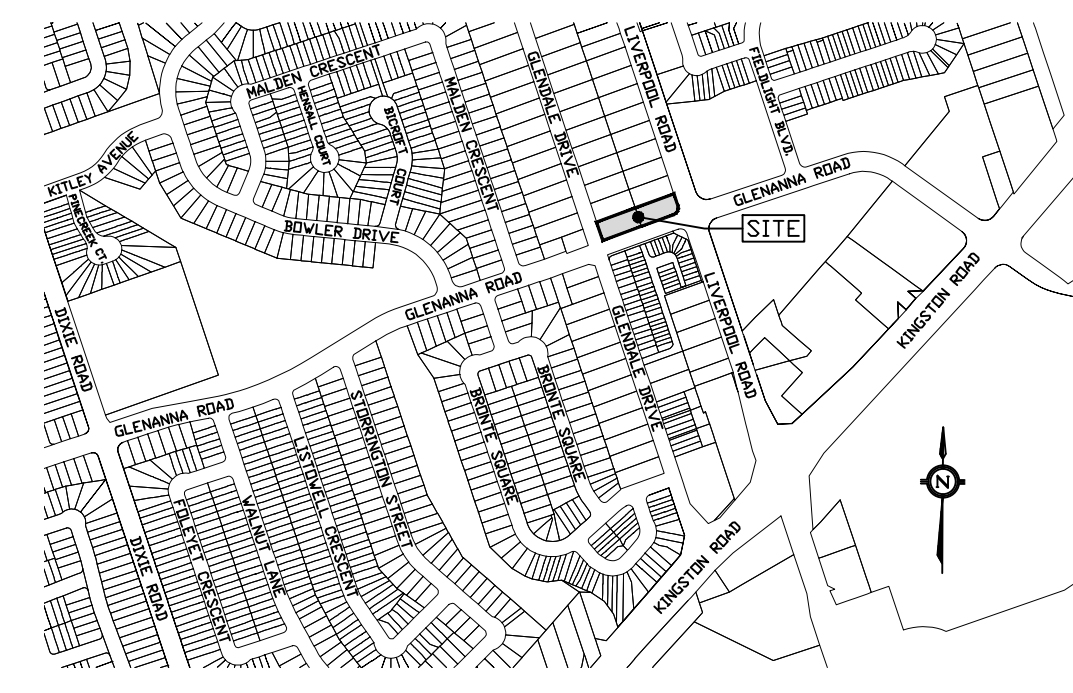 MALDEN CRESCENT
HENSALL COURT
BICROFT COURT
MALDEN CRESCENT
GLENDALE DRIVE
LIVERPOOL ROAD
FIELDLIGHT BLVD.
KITLEY AVENUE
PINECREEK CT.
BOWLER DRIVE
GLENANNA ROAD
SITE
GLENANNA ROAD
DIXIE ROAD
GLENDALE DRIVE
LIVERPOOL ROAD
KINGSTON ROAD
GLENANNA ROAD
BRONTE SQUARE
BRONTE SQUARE
STORRINGTON STREET
LISTOWELL CRESCENT
WALNUT LANE
FOLEYET CRESCENT
DIXIE ROAD
KINGSTON ROAD
N